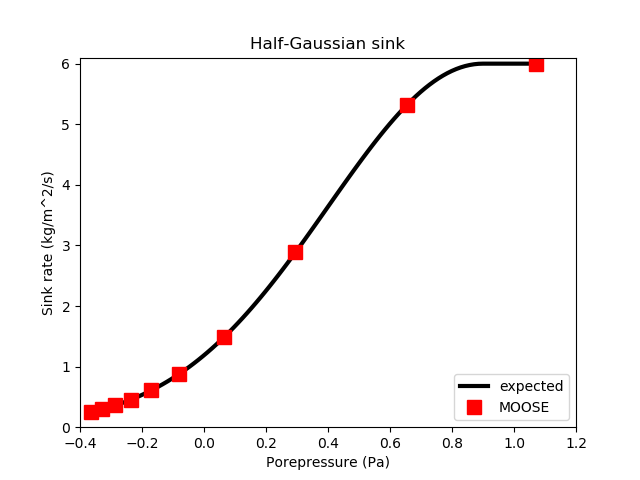 Half-Gaussian sink
Sink rate (kg/m^2/s)
6
5
4
3
2
1
0
−0.4 −0.2 0.0 0.2 0.4 0.6 0.8 1.0 1.2
Porepressure (Pa)
expected
MOOSE